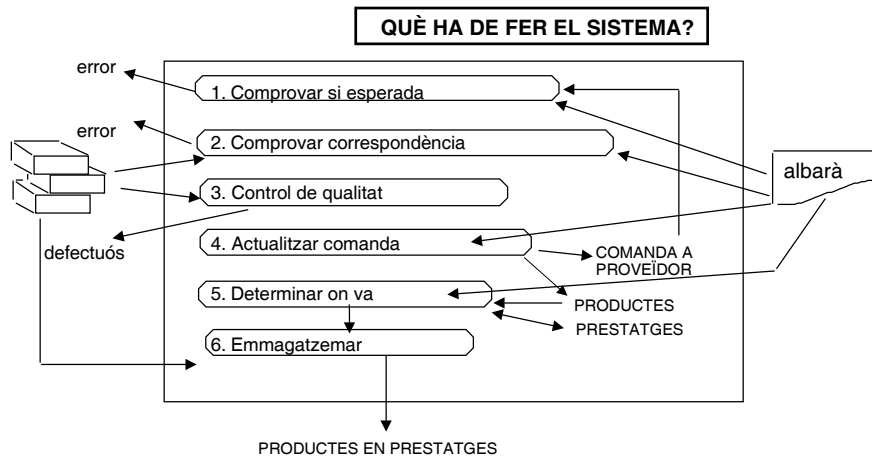 QUÈ HA DE FER EL SISTEMA?
error
1. Comprovar si esperada
error
2. Comprovar correspondència
albarà
3. Control de qualitat
defectuós
4. Actualitzar comanda
COMANDA A
PROVEÏDOR
5. Determinar on va
PRODUCTES
PRESTATGES
6. Emmagatzemar
PRODUCTES EN PRESTATGES